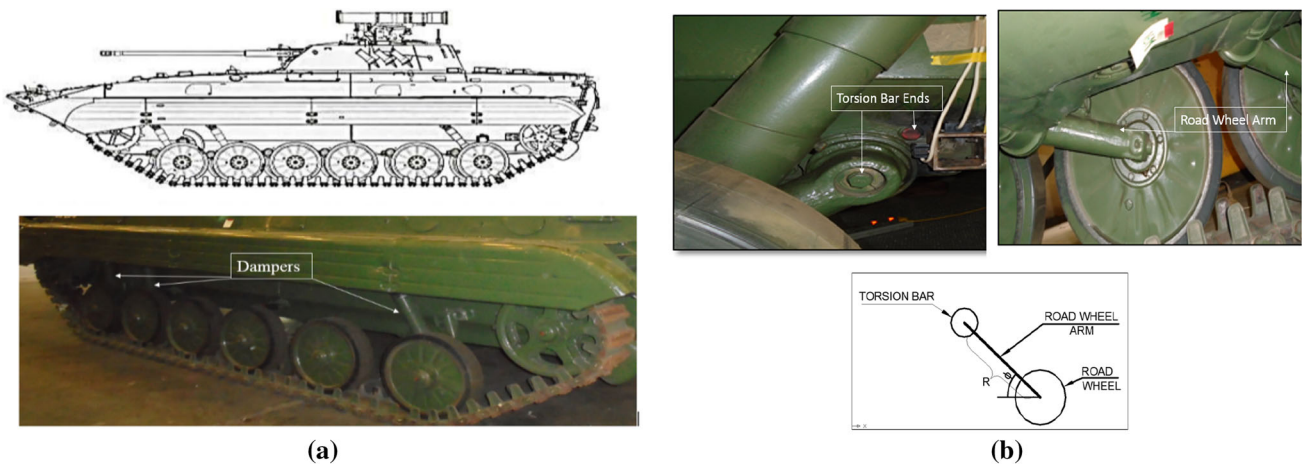 Dampers
(a)
Torsion Bar Ends
Road Wheel Arm
TORSION BAR
ROAD WHEEL
ARM
R
φ
ROAD
WHEEL
(b)